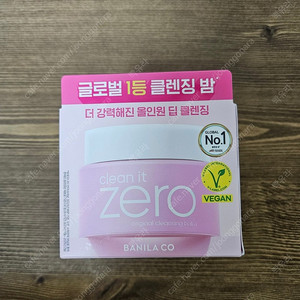 글로벌 1등 클렌징 밤
더 강력해진 올인원 딥 클렌징
GLOBAL
No.1
clean it
zero
VEGAN
BANILA CO